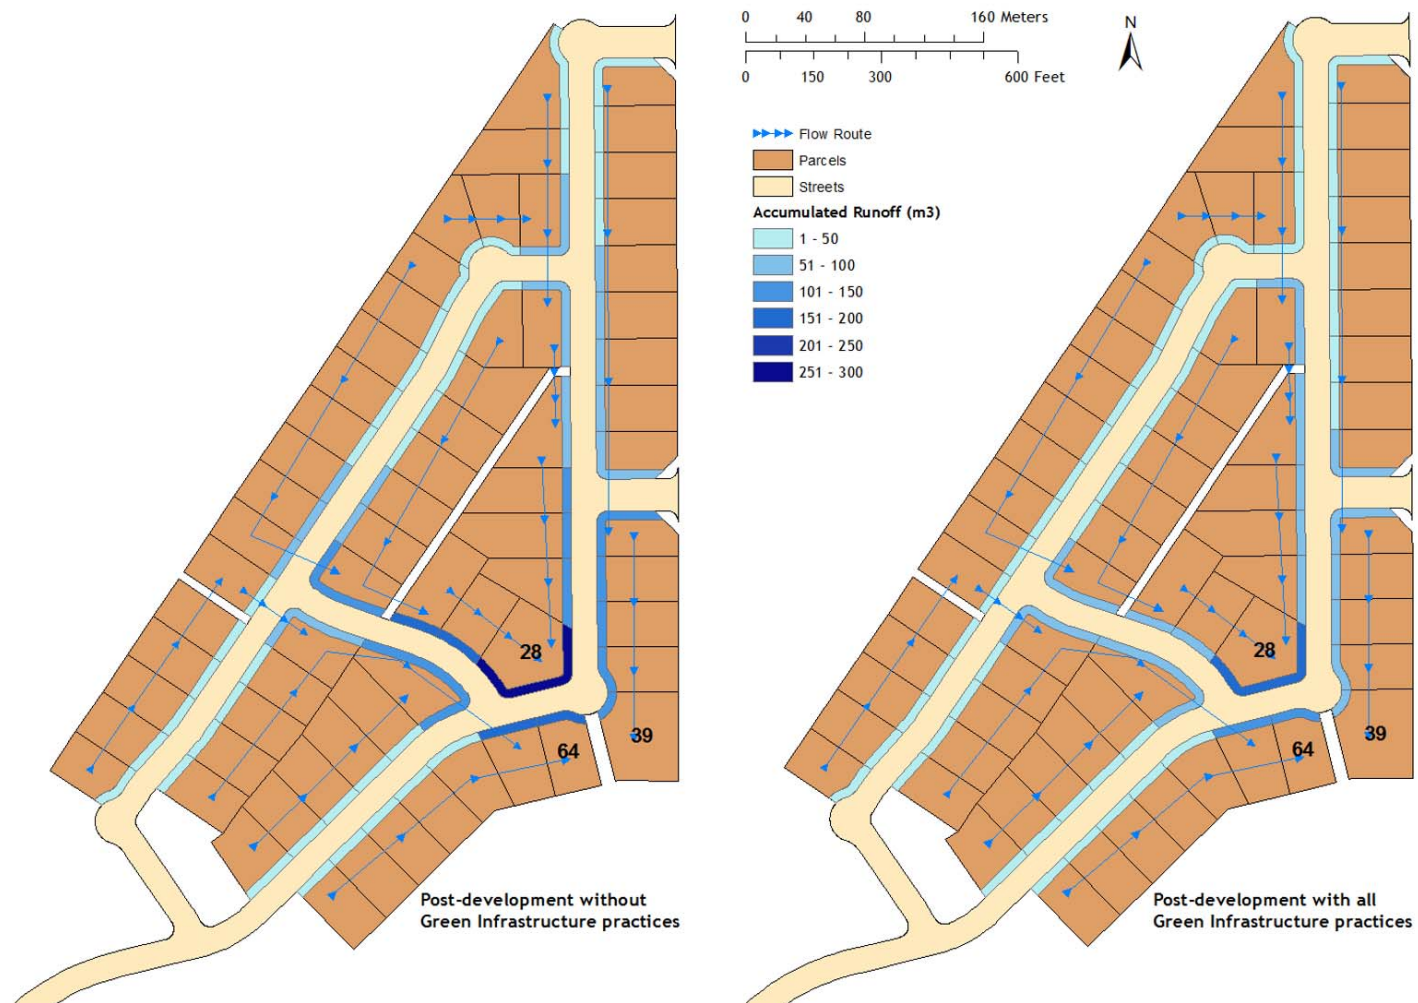 0 40 80 160 Meters
0 150 300 600 Feet
N
Flow Route
Parcels
Streets
Accumulated Runoff (m3)
1 - 50
51 - 100
101 - 150
151 - 200
201 - 250
251 - 300
28
64
39
28
64
39
Post-development without
Green Infrastructure practices
Post-development with all
Green Infrastructure practices